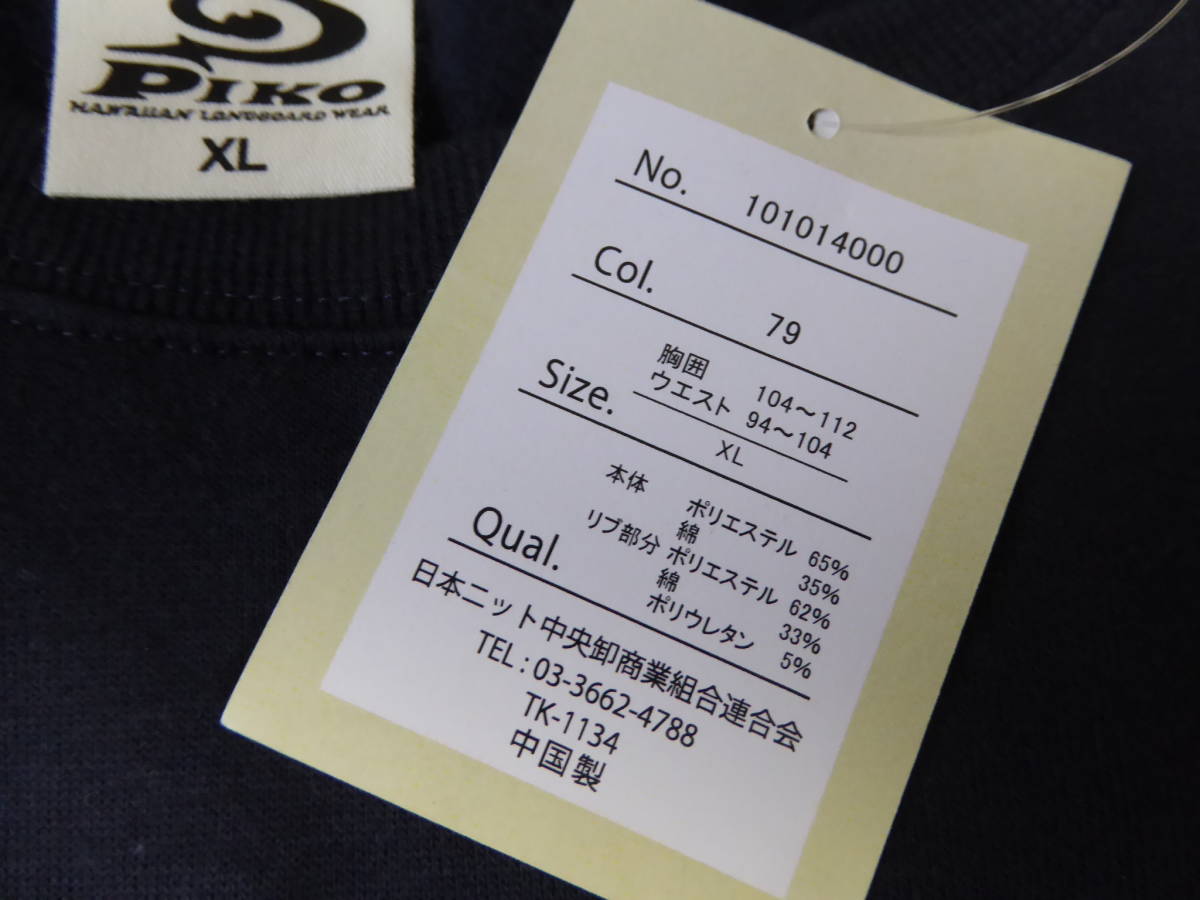 PIKO
HAWAIIAN LONGBOARD WEAR
XL
No. 101014000
Col. 79
Size. 胸囲 104～112
ウエスト 94～104
XL
Qual. 本体 ポリエステル 65%
綿 35%
リブ部分 ポリエステル 62%
綿 33%
ポリウレタン 5%
日本ニット中央卸商業組合連合会
TEL : 03-3662-4788
TK-1134
中国製